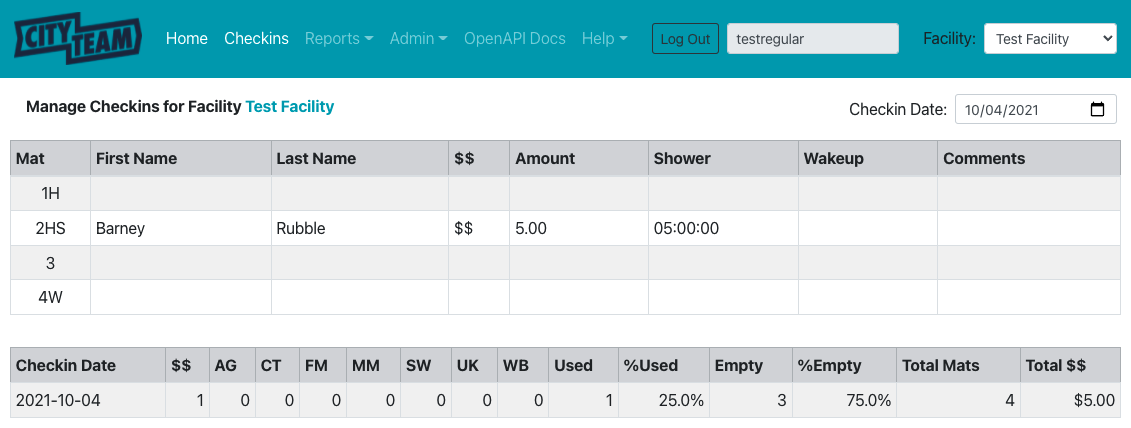 CITY TEAM Home Checkins Reports Admin OpenAPI Docs Help Log Out testregular Facility: Test Facility
Manage Checkins for Facility Test Facility Checkin Date: 10/04/2021
Mat First Name Last Name $$ Amount Shower Wakeup Comments
1H
2HS Barney Rubble $$ 5.00 05:00:00
3
4W
Checkin Date $$ AG CT FM MM SW UK WB Used %Used Empty %Empty Total Mats Total $$
2021-10-04 1 0 0 0 0 0 0 0 1 25.0% 3 75.0% 4 $5.00